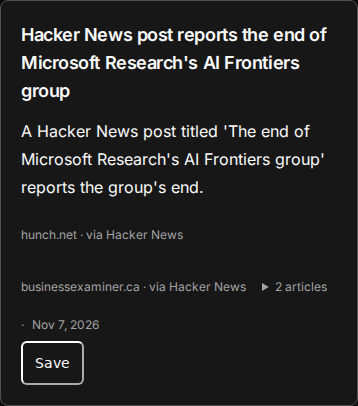 Hacker News post reports the end of
Microsoft Research's AI Frontiers
group
A Hacker News post titled 'The end of
Microsoft Research's AI Frontiers group'
reports the group's end.
hunch.net · via Hacker News
businessexaminer.ca · via Hacker News ▶ 2 articles
· Nov 7, 2026
Save